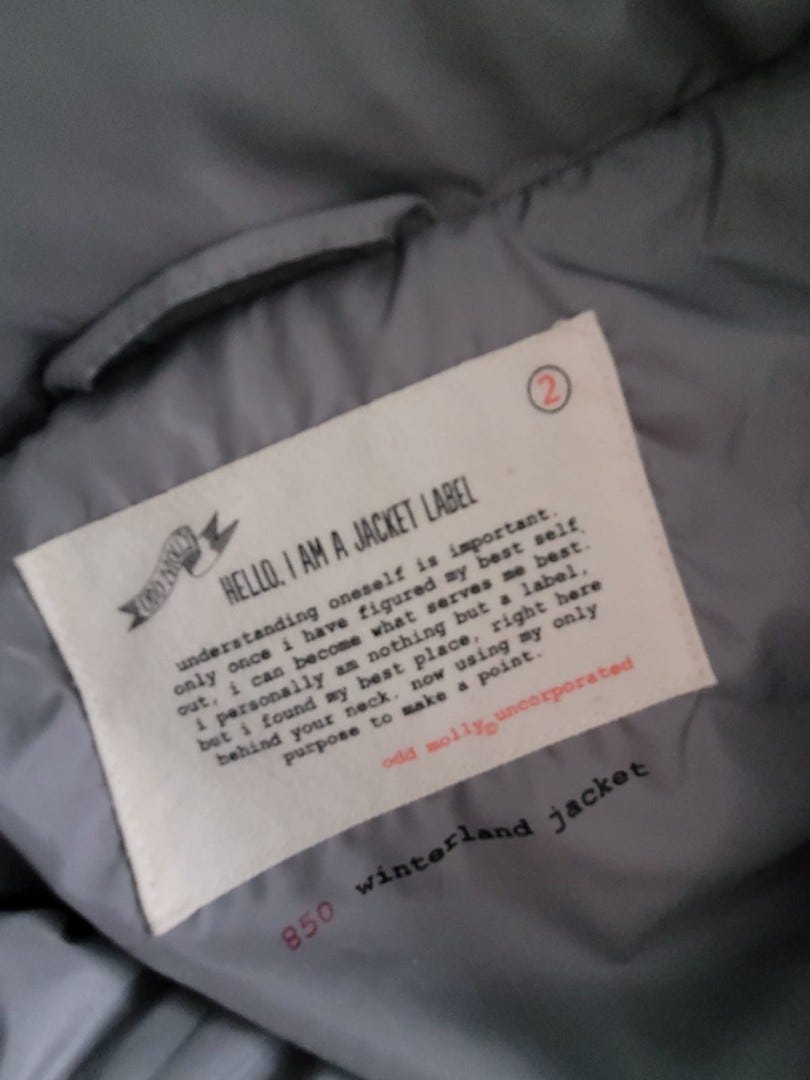 2
ODD MOLLY
HELLO, I AM A JACKET LABEL
understanding oneself is important.
only once i have figured my best self
out, i can become what serves me best.
i personally am nothing but a label,
but i found my best place, right here
behind your neck. now using my only
purpose to make a point.
odd molly©uncorporated
850 winterland jacket